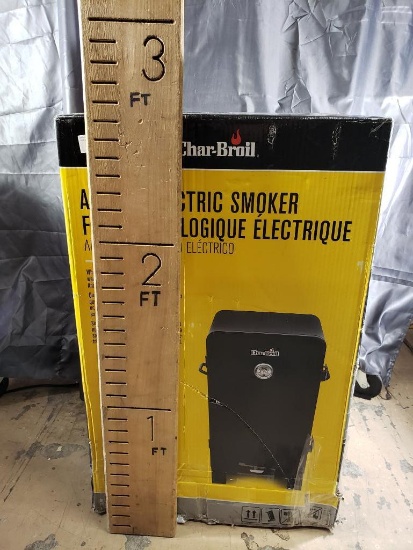 3
FT
2
FT
1
FT
Char-Broil
CTRIC SMOKER
LOGIQUE ÉLECTRIQUE
ELÉCTRICO
Char-Broil